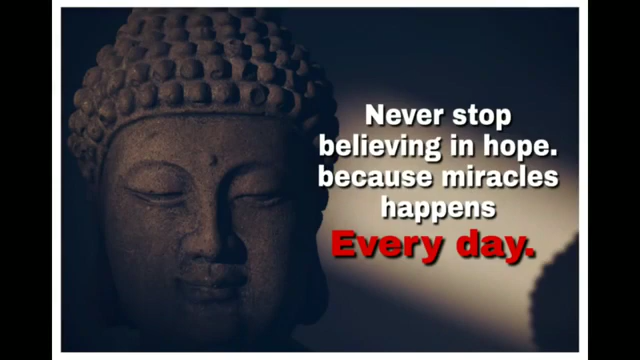 Never stop
believing in hope.
because miracles
happens
Every day.